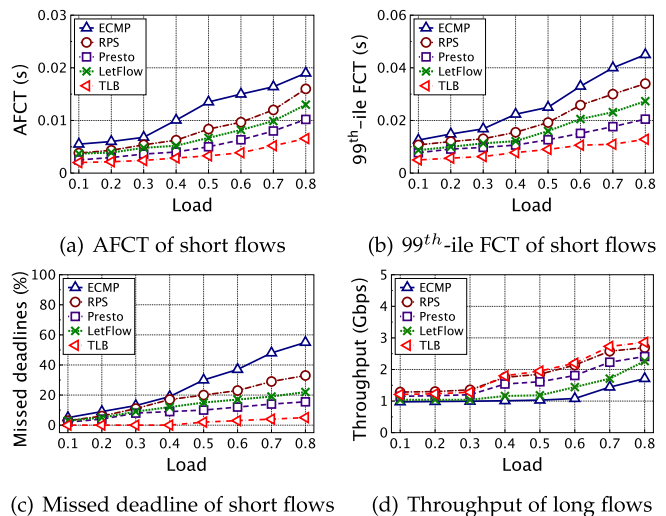 0.03
0.02
0.01
0
AFCT (s)
ECMP
RPS
Presto
LetFlow
TLB
0.1 0.2 0.3 0.4 0.5 0.6 0.7 0.8
Load
(a) AFCT of short flows
0.06
0.04
0.02
0
99th-ile FCT (s)
ECMP
RPS
Presto
LetFlow
TLB
0.1 0.2 0.3 0.4 0.5 0.6 0.7 0.8
Load
(b) 99th-ile FCT of short flows
100
80
60
40
20
0
Missed deadlines (%)
ECMP
RPS
Presto
LetFlow
TLB
0.1 0.2 0.3 0.4 0.5 0.6 0.7 0.8
Load
(c) Missed deadline of short flows
5
4
3
2
1
0
Throughput (Gbps)
ECMP
RPS
Presto
LetFlow
TLB
0.1 0.2 0.3 0.4 0.5 0.6 0.7 0.8
Load
(d) Throughput of long flows